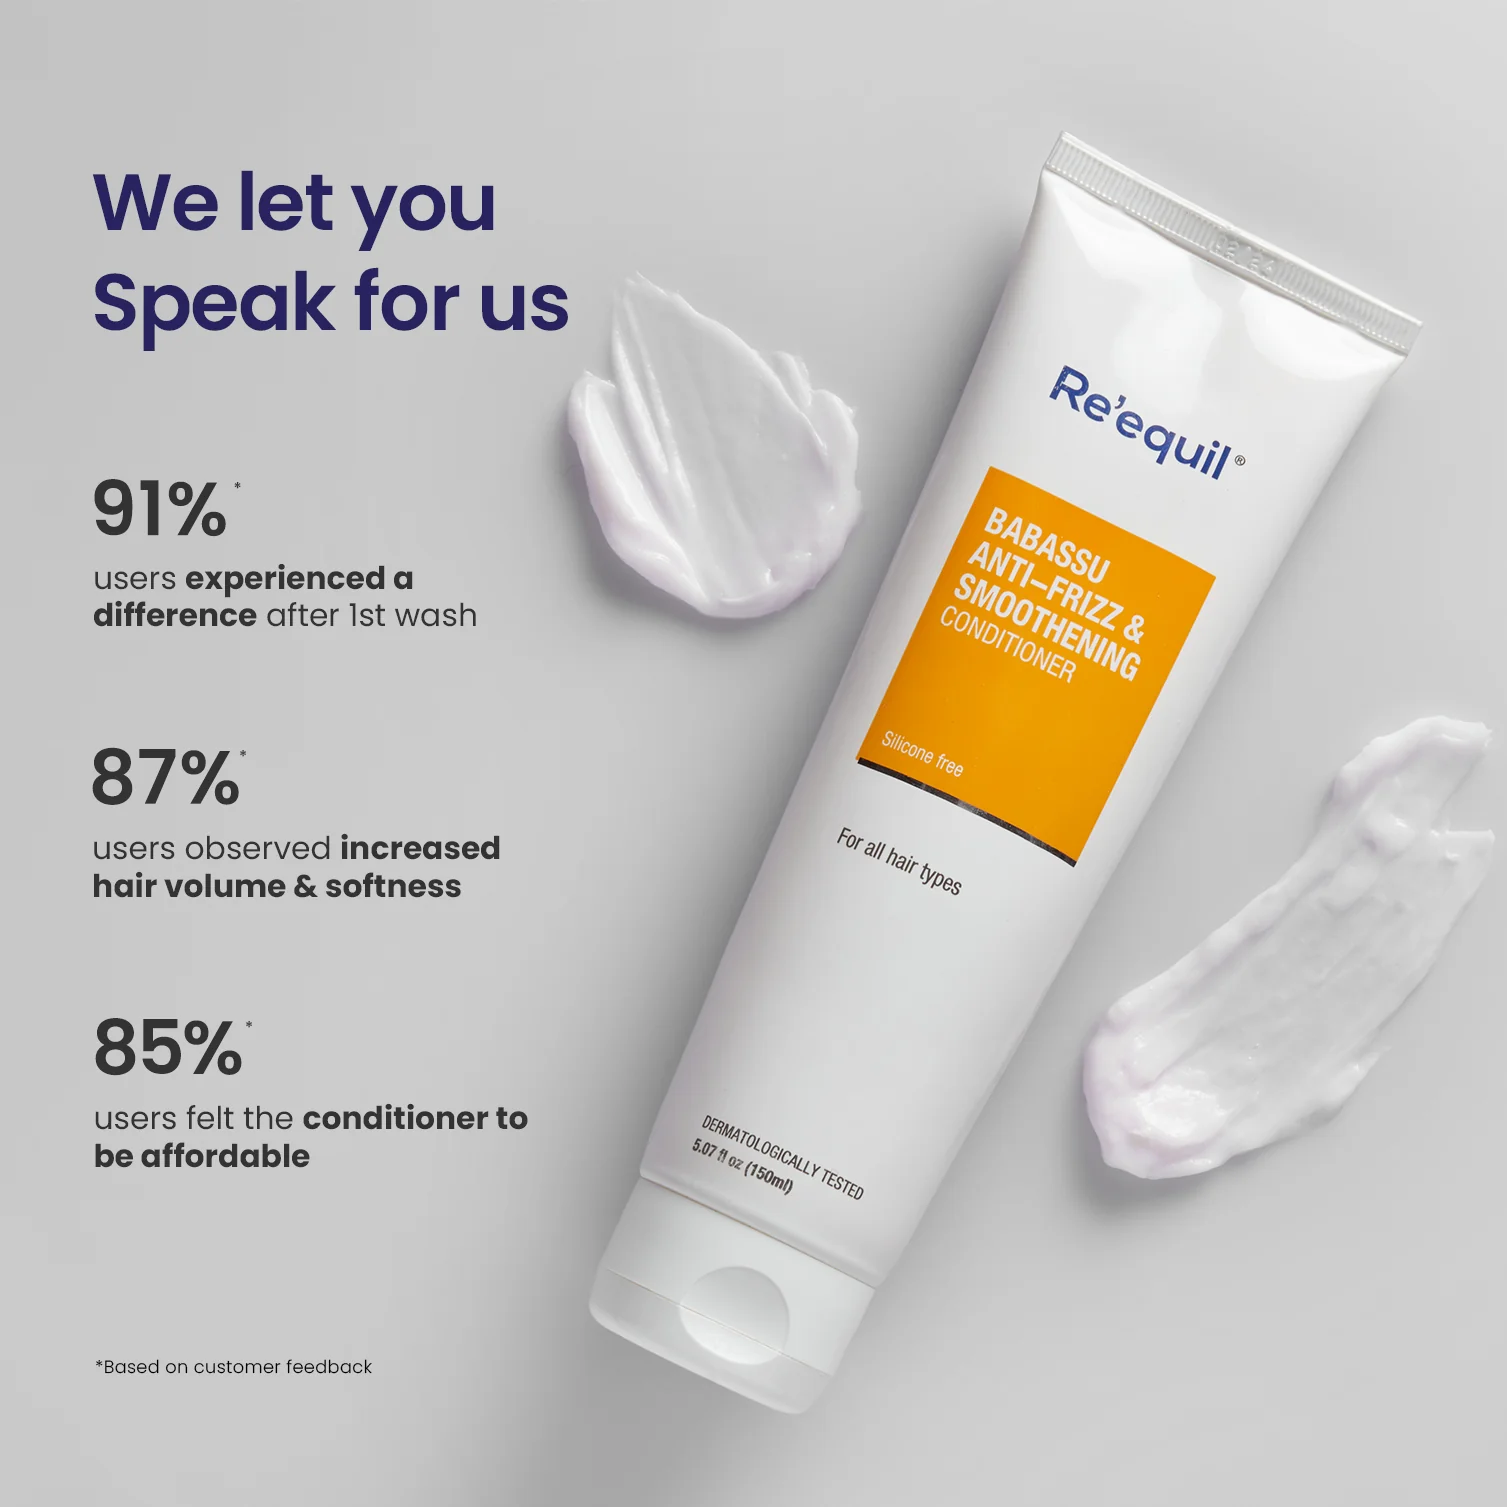 We let you
Speak for us
91%*
users experienced a
difference after 1st wash
87%*
users observed increased
hair volume & softness
85%*
users felt the conditioner to
be affordable
*Based on customer feedback
Re'equil®
BABASSU
ANTI-FRIZZ &
SMOOTHENING
CONDITIONER
Silicone free
For all hair types
DERMATOLOGICALLY TESTED
5.07 fl oz (150ml)